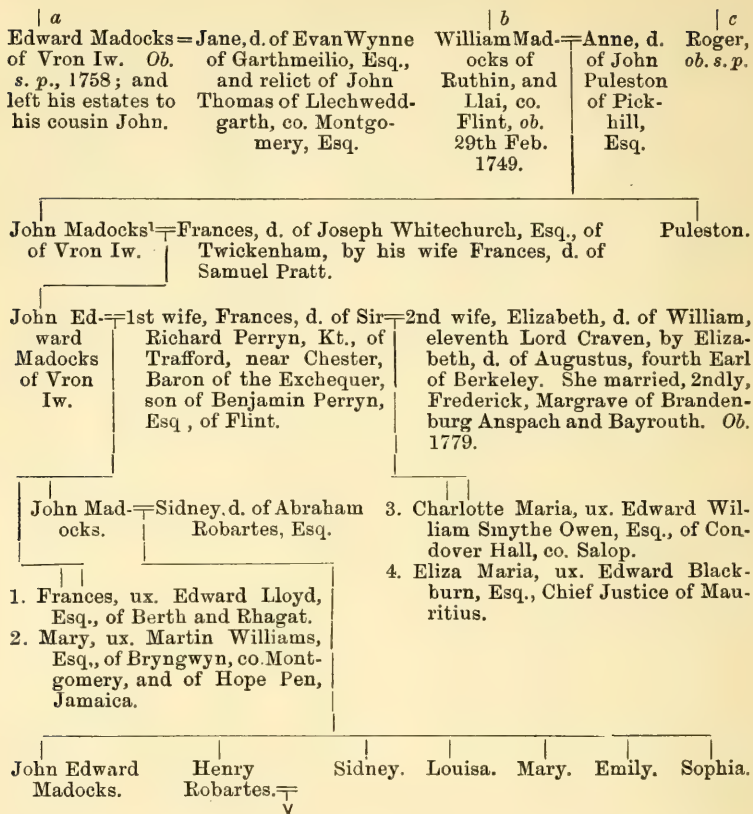 a
Edward Madocks = Jane, d. of Evan Wynne
of Vron Iw. Ob. of Garthmeilio, Esq.,
s. p., 1758; and and relict of John
left his estates to Thomas of Llechwedd-
his cousin John. garth, co. Montgo-
mery, Esq.
b
William Mad- = Anne, d.
ocks of of John
Ruthin, and Puleston
Llai, co. of Pick-
Flint, ob. hill,
29th Feb. Esq.
1749.
c
Roger,
ob. s. p.
John Madocks¹ = Frances, d. of Joseph Whitechurch, Esq., of
of Vron Iw. Twickenham, by his wife Frances, d. of
Samuel Pratt.
Puleston.
John Ed-
ward
Madocks
of Vron
Iw.
= 1st wife, Frances, d. of Sir
Richard Perryn, Kt., of
Trafford, near Chester,
Baron of the Exchequer,
son of Benjamin Perryn,
Esq , of Flint.
= 2nd wife, Elizabeth, d. of William,
eleventh Lord Craven, by Eliza-
beth, d. of Augustus, fourth Earl
of Berkeley. She married, 2ndly,
Frederick, Margrave of Branden-
burg Anspach and Bayrouth. Ob.
1779.
John Mad- = Sidney, d. of Abraham
ocks. Robartes, Esq.
3. Charlotte Maria, ux. Edward Wil-
liam Smythe Owen, Esq., of Con-
dover Hall, co. Salop.
4. Eliza Maria, ux. Edward Black-
burn, Esq., Chief Justice of Mau-
ritius.
1. Frances, ux. Edward Lloyd,
Esq., of Berth and Rhagat.
2. Mary, ux. Martin Williams,
Esq., of Bryngwyn, co. Mont-
gomery, and of Hope Pen,
Jamaica.
John Edward Henry Sidney. Louisa. Mary. Emily. Sophia.
Madocks. Robartes. =